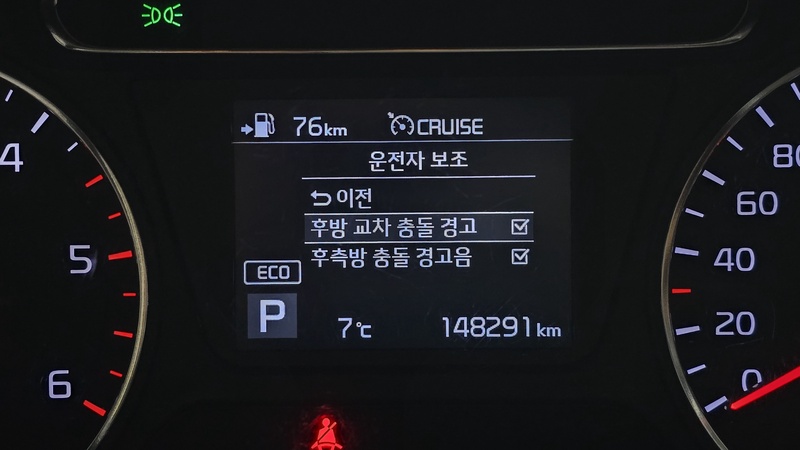 76km CRUISE
운전자 보조
이전
후방 교차 충돌 경고
후측방 충돌 경고음
ECO
P
7℃ 148291km
4
5
6
80
60
40
20
0